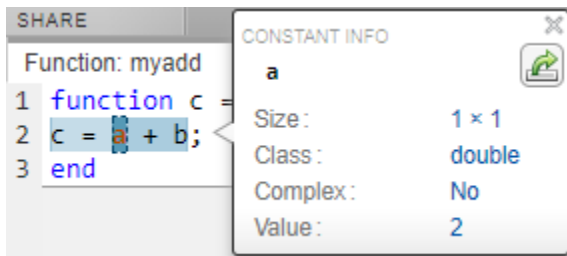 SHARE
Function: myadd
1 function c =
2 c = a + b;
3 end
CONSTANT INFO
a
Size: 1 × 1
Class: double
Complex: No
Value: 2